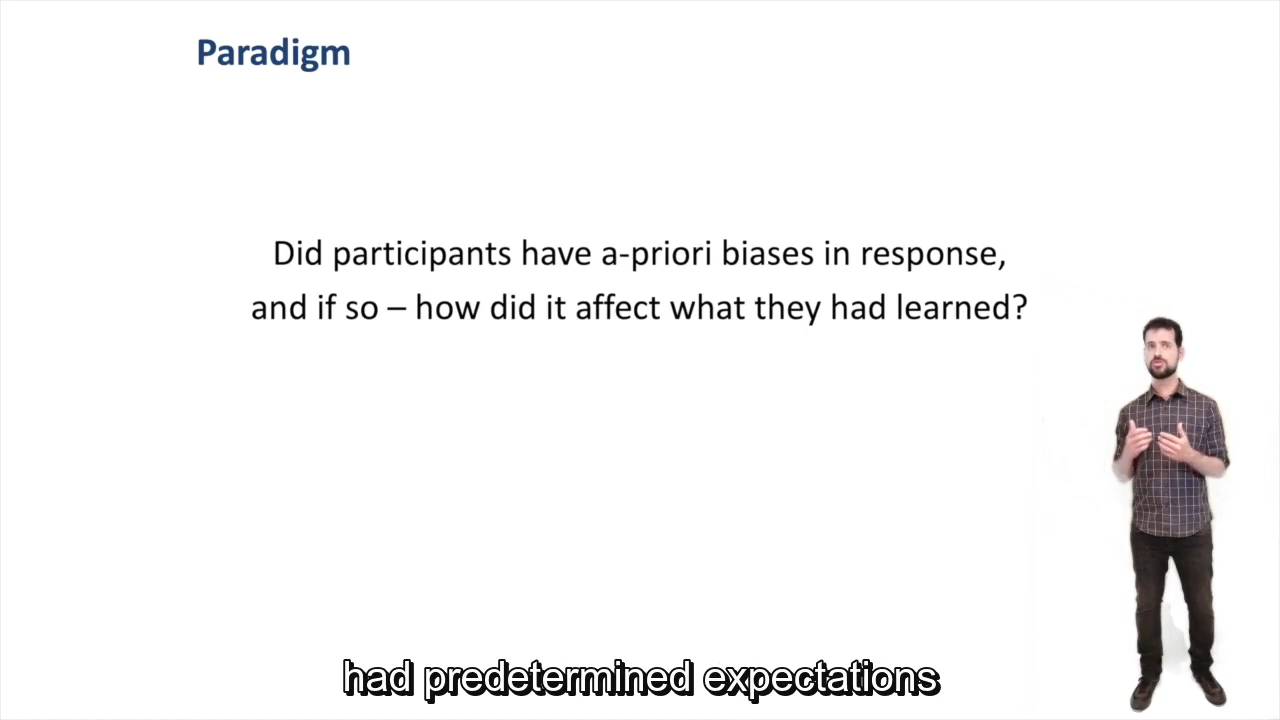 Paradigm
Did participants have a-priori biases in response,
and if so – how did it affect what they had learned?
had predetermined expectations